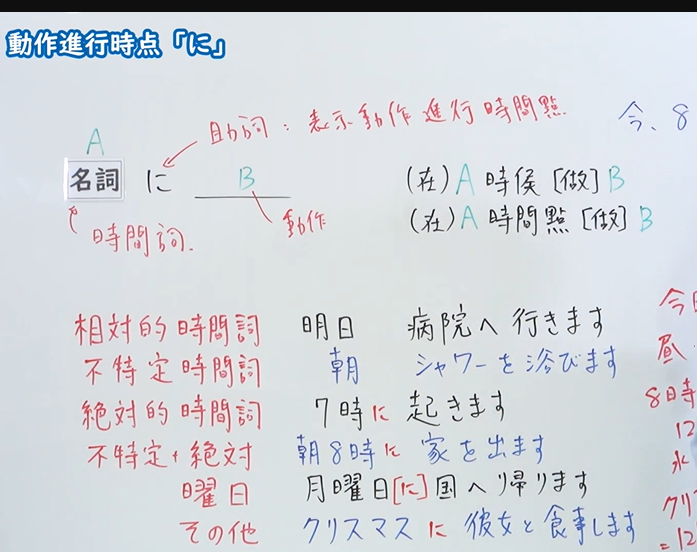 動作進行時点「に」
助詞：表示動作進行時間點
今、8
A
名詞 に B
(在) A 時候 [做] B
動作
(在) A 時間點 [做] B
時間詞.
相対的時間詞 明日 病院へ行きます
不特定時間詞 朝 シャワーを浴びます
絶対的時間詞 7時に 起きます
不特定+絶対 朝8時に 家を出ます
曜日 月曜日[に]国へ帰ります
その他 クリスマスに 彼女と食事します
昼
8日寺
12
水
クリ
=12